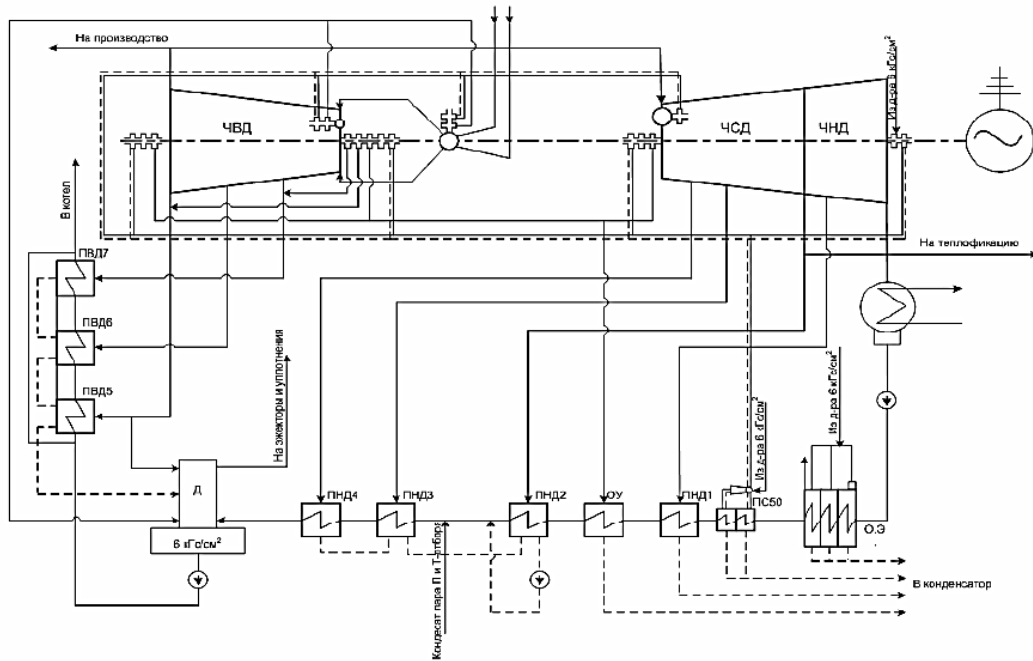 На производство
Из д-ра 6 кГс/см²
ЧВД
ЧСД
ЧНД
В котел
На теплофикацию
ПВД7
ПВД6
ПВД5
На эжекторы и уплотнения
Из д-ра 6 кГс/см²
Из д-ра 6 кГс/см²
Д
ПНД4
ПНД3
ПНД2
ОУ
ПНД1
ПС50
О.Э
6 кГс/см²
Кондесат пара П и Т-отбора
В конденсатор